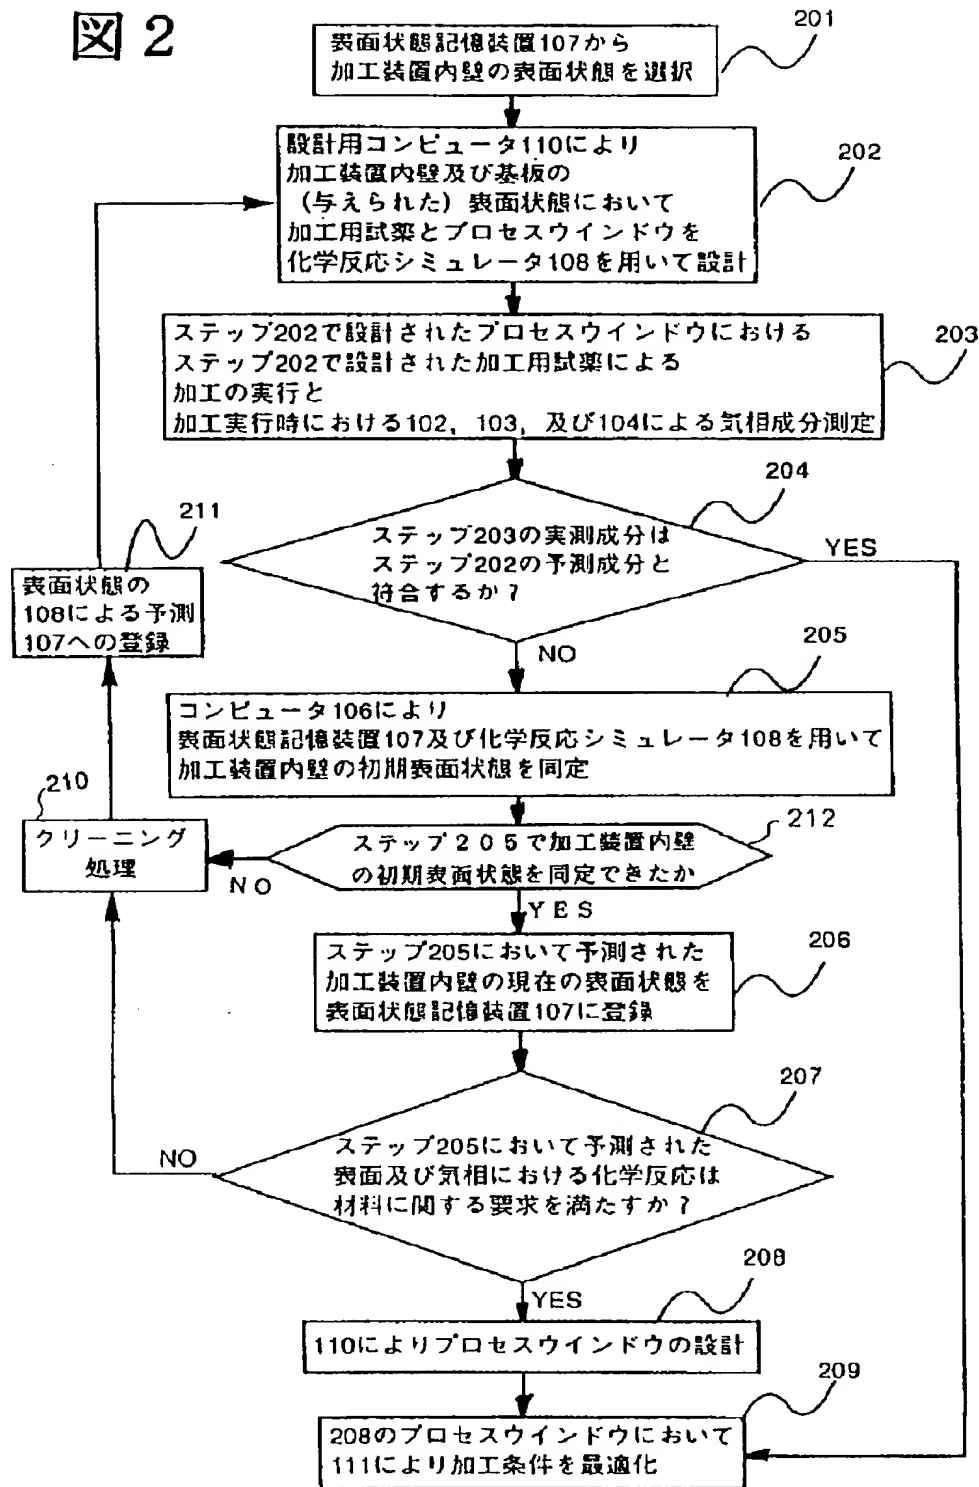 図2
201
表面状態記憶装置107から
加工装置内壁の表面状態を選択
202
設計用コンピュータ110により
加工装置内壁及び基板の
(与えられた) 表面状態において
加工用試薬とプロセスウインドウを
化学反応シミュレータ108を用いて設計
203
ステップ202で設計されたプロセスウインドウにおける
ステップ202で設計された加工用試薬による
加工の実行と
加工実行時における102, 103, 及び104による気相成分測定
204
ステップ203の実測成分は
ステップ202の予測成分と
符合するか?
YES
NO
211
表面状態の
108による予測
107への登録
205
コンピュータ106により
表面状態記憶装置107及び化学反応シミュレータ108を用いて
加工装置内壁の初期表面状態を同定
210
クリーニング
処理
212
ステップ205で加工装置内壁
の初期表面状態を同定できたか
NO
YES
206
ステップ205において予測された
加工装置内壁の現在の表面状態を
表面状態記憶装置107に登録
207
ステップ205において予測された
表面及び気相における化学反応は
材料に関する要求を満たすか?
NO
YES
208
110によりプロセスウインドウの設計
209
208のプロセスウインドウにおいて
111により加工条件を最適化